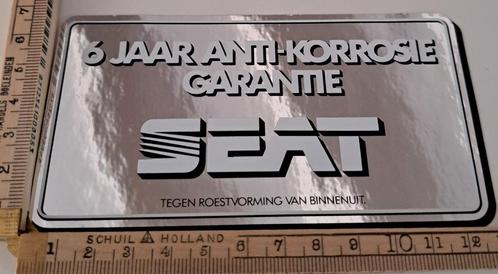 6 JAAR ANTI-KORROSIE
GARANTIE
SEAT
TEGEN ROESTVORMING VAN BINNENUIT.
SCHUIL HOLLAND
1 2 3 4 5 6 7 8 9 10 11 12